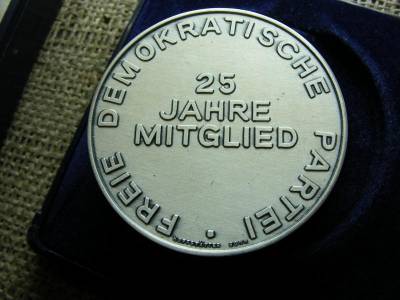 FREIE DEMOKRATISCHE PARTEI
25
JAHRE
MITGLIED